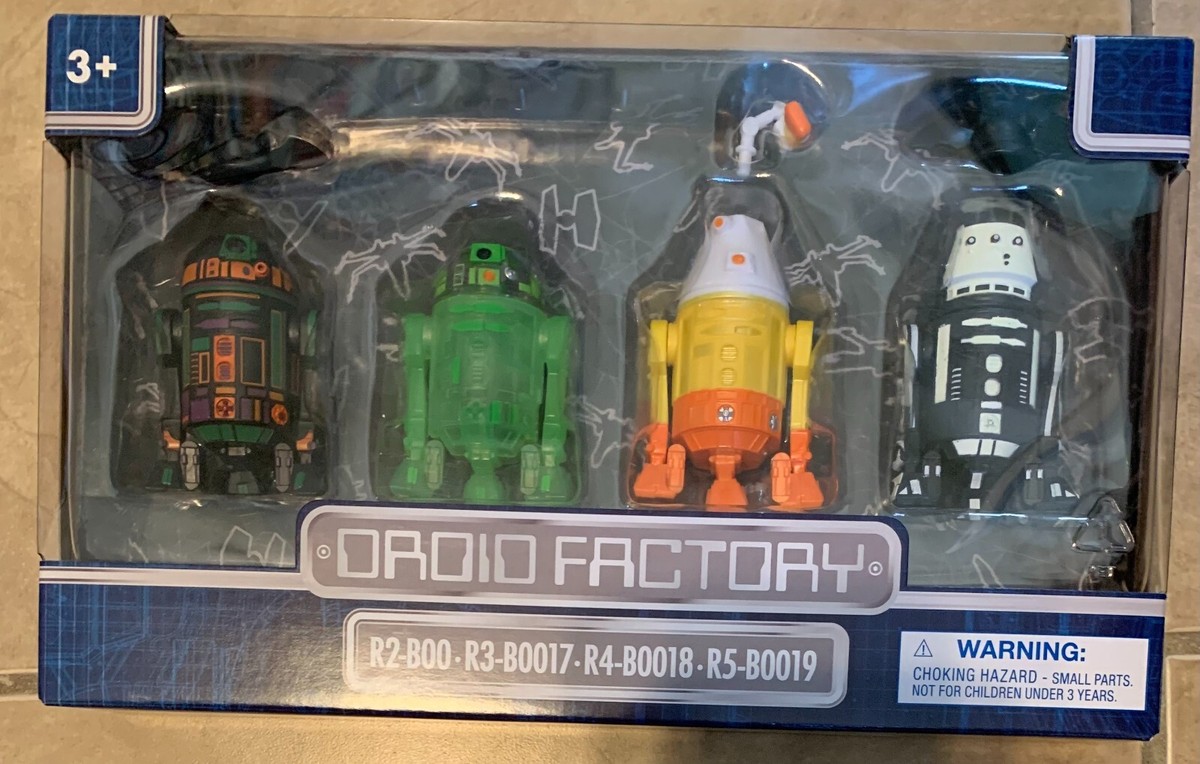 3+
DROID FACTORY
R2-B00 · R3-B0017 · R4-B0018 · R5-B0019
⚠ WARNING:
CHOKING HAZARD - SMALL PARTS.
NOT FOR CHILDREN UNDER 3 YEARS.